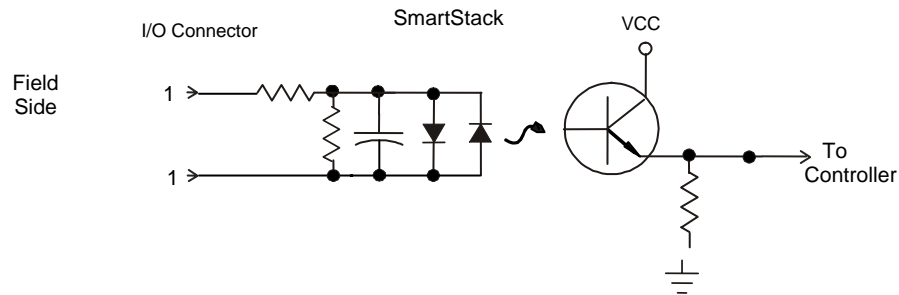 SmartStack
I/O Connector
VCC
Field
Side
1
1
To
Controller